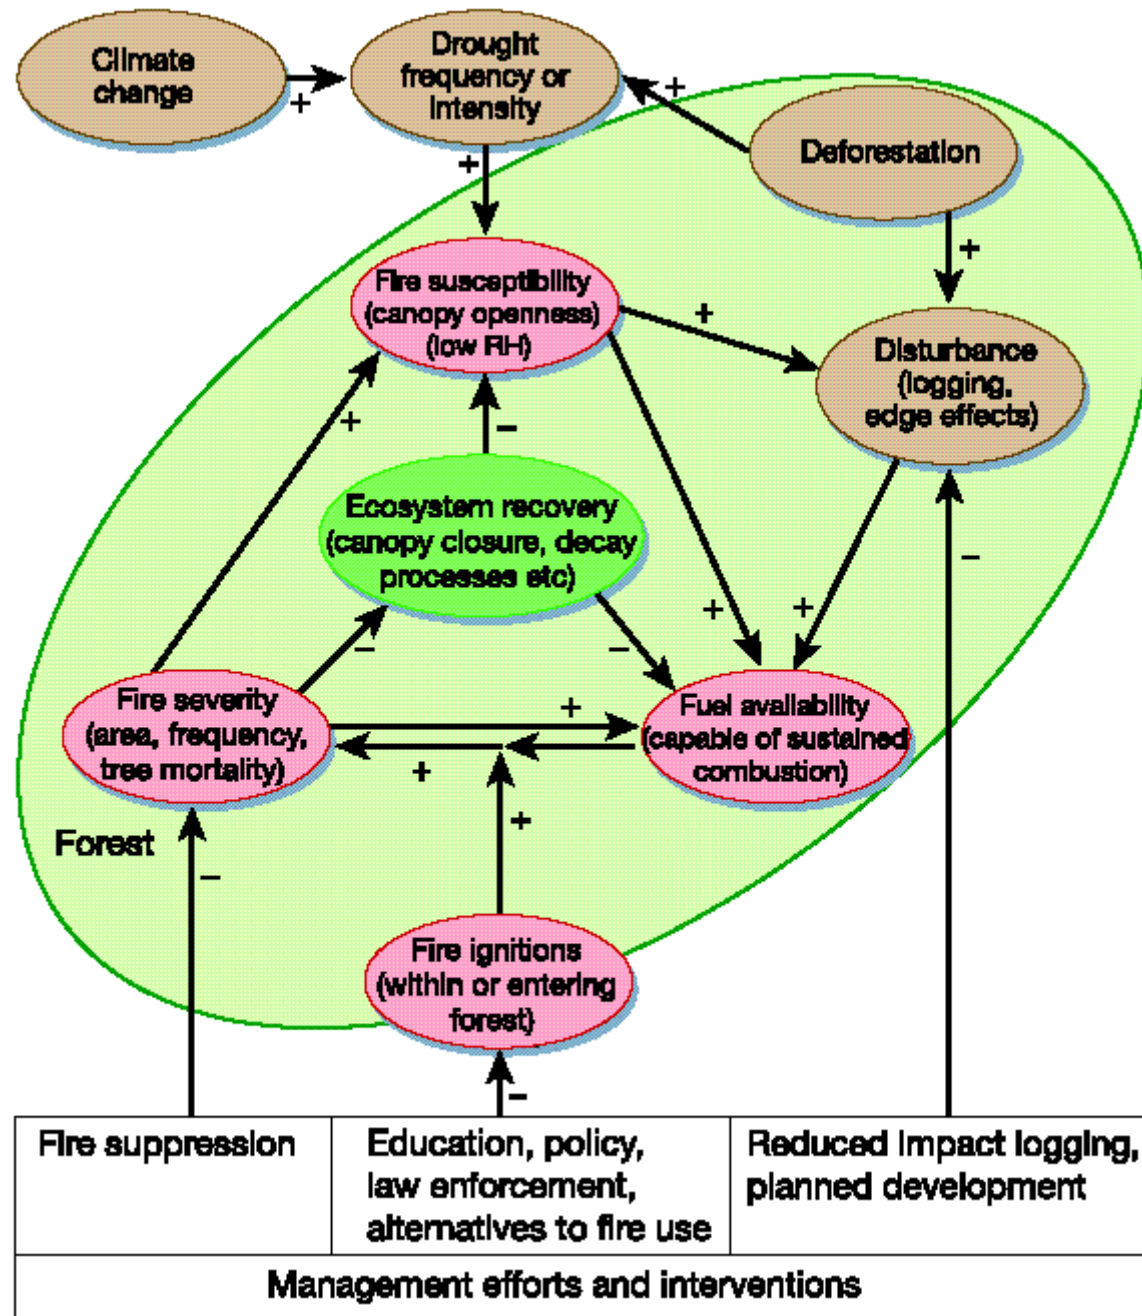 Climate
change
+
Drought
frequency or
intensity
+
Deforestation
+
+
Fire susceptibility
(canopy openness)
(low RH)
+
Disturbance
(logging,
edge effects)
+
–
Ecosystem recovery
(canopy closure, decay
processes etc)
–
+
+
–
–
Fire severity
(area, frequency,
tree mortality)
+
+
Fuel availability
(capable of sustained
combustion)
Forest
–
+
Fire ignitions
(within or entering
forest)
–
Fire suppression
Education, policy,
law enforcement,
alternatives to fire use
Reduced impact logging,
planned development
Management efforts and interventions